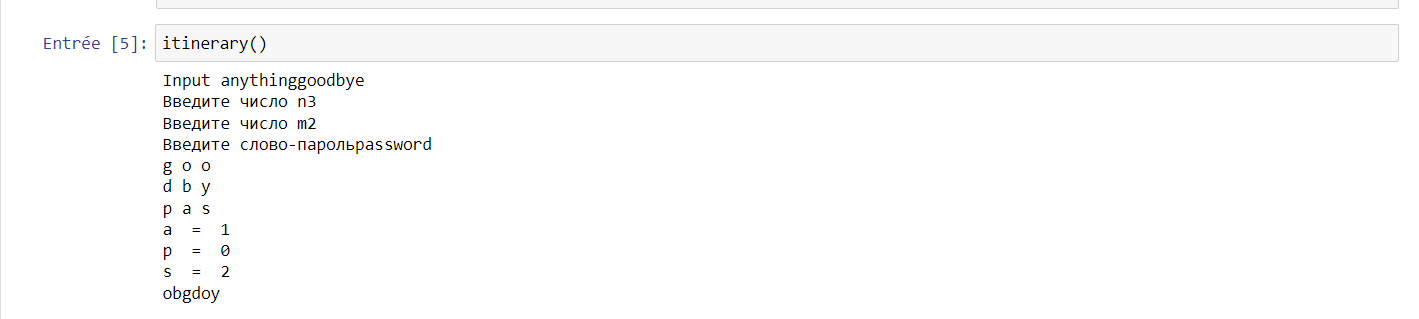 Entrée [5]: itinerary()
Input anythinggoodbye
Введите число n3
Введите число m2
Введите слово-парольpassword
g o o
d b y
p a s
a  =  1
p  =  0
s  =  2
obgdoy